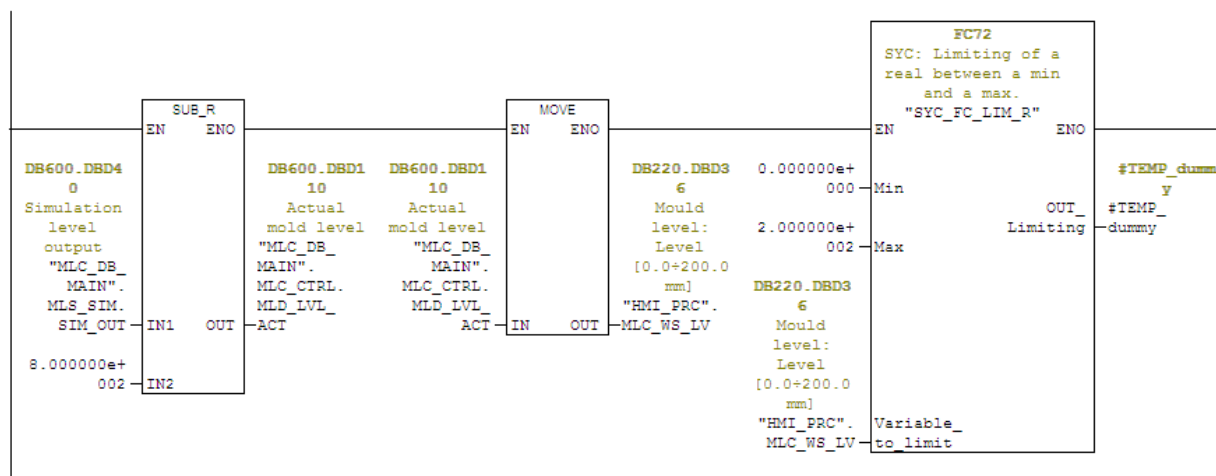 FC72
SYC: Limiting of a
real between a min
and a max.
"SYC_FC_LIM_R"
EN ENO
SUB_R
EN ENO
DB600.DBD4
0
Simulation
level
output
"MLC_DB_
MAIN".
MLS_SIM.
SIM_OUT IN1 OUT
8.000000e+
002 IN2
DB600.DBD1
10
Actual
mold level
"MLC_DB_
MAIN".
MLC_CTRL.
MLD_LVL_
ACT
MOVE
EN ENO
DB600.DBD1
10
Actual
mold level
"MLC_DB_
MAIN".
MLC_CTRL.
MLD_LVL_
ACT IN OUT
DB220.DBD3
6
Mould
level:
Level
[0.0÷200.0
mm]
"HMI_PRC".
MLC_WS_LV
0.000000e+
000 Min
2.000000e+
002 Max
DB220.DBD3
6
Mould
level:
Level
[0.0÷200.0
mm]
"HMI_PRC". Variable_
MLC_WS_LV to_limit
#TEMP_dumm
y
OUT_ #TEMP_
Limiting dummy